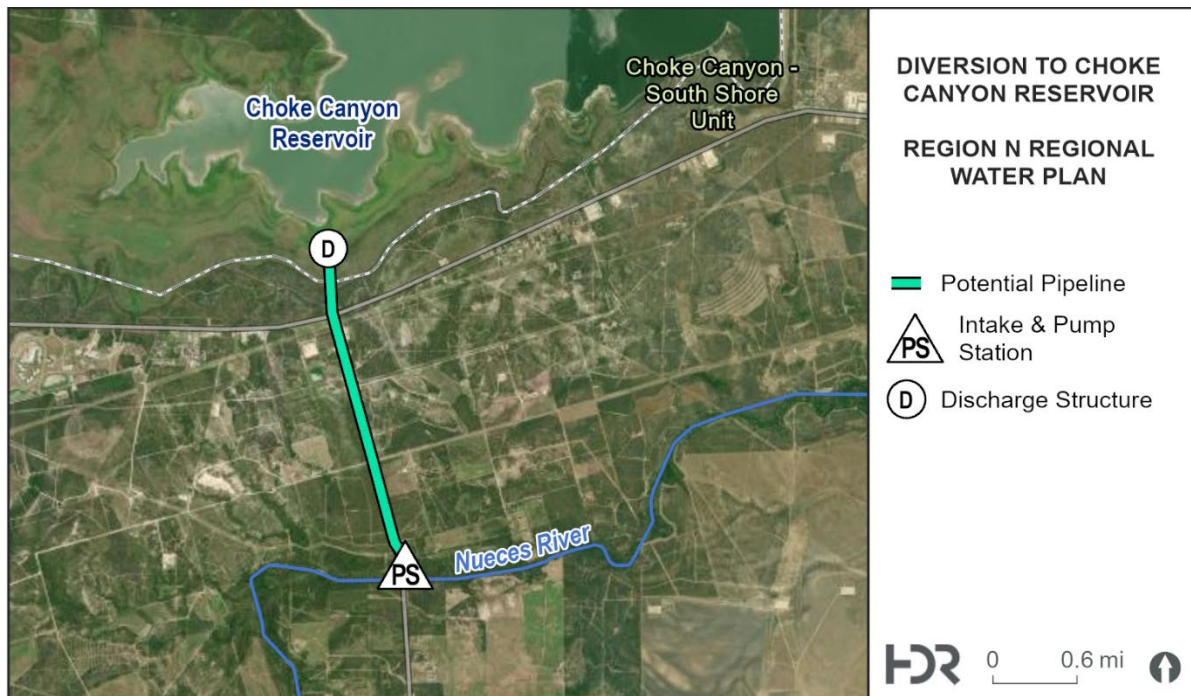 Choke Canyon
Reservoir
Choke Canyon -
South Shore
Unit
D
Nueces River
PS
DIVERSION TO CHOKE
CANYON RESERVOIR
REGION N REGIONAL
WATER PLAN
Potential Pipeline
PS
Intake & Pump
Station
D
Discharge Structure
HDR
0 0.6 mi